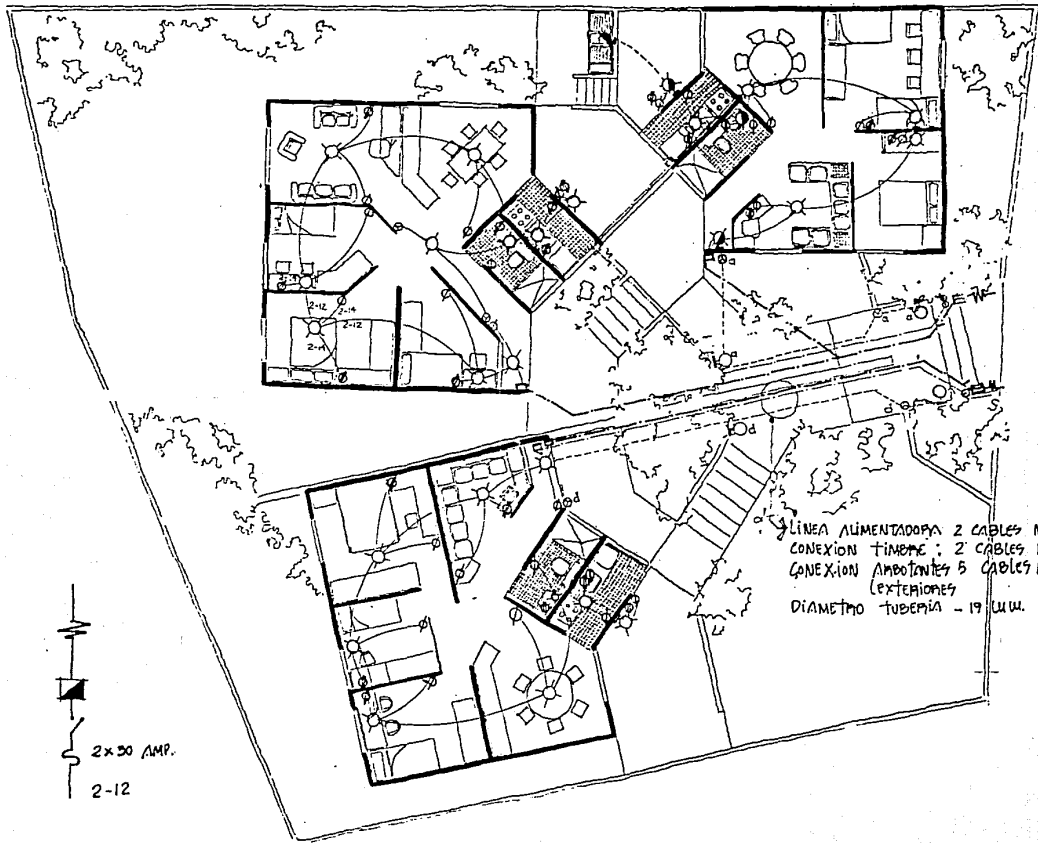 2-12
2-14
2-12
2-14
LINEA ALIMENTADORA 2 CABLES
CONEXION TIMBRE : 2 CABLES
CONEXION ARBOTANTES 5 CABLES
(EXTERIORES
DIAMETRO TUBERIA - 19 M.M.
2x30 AMP.
2-12
d
d
d
d
a
S